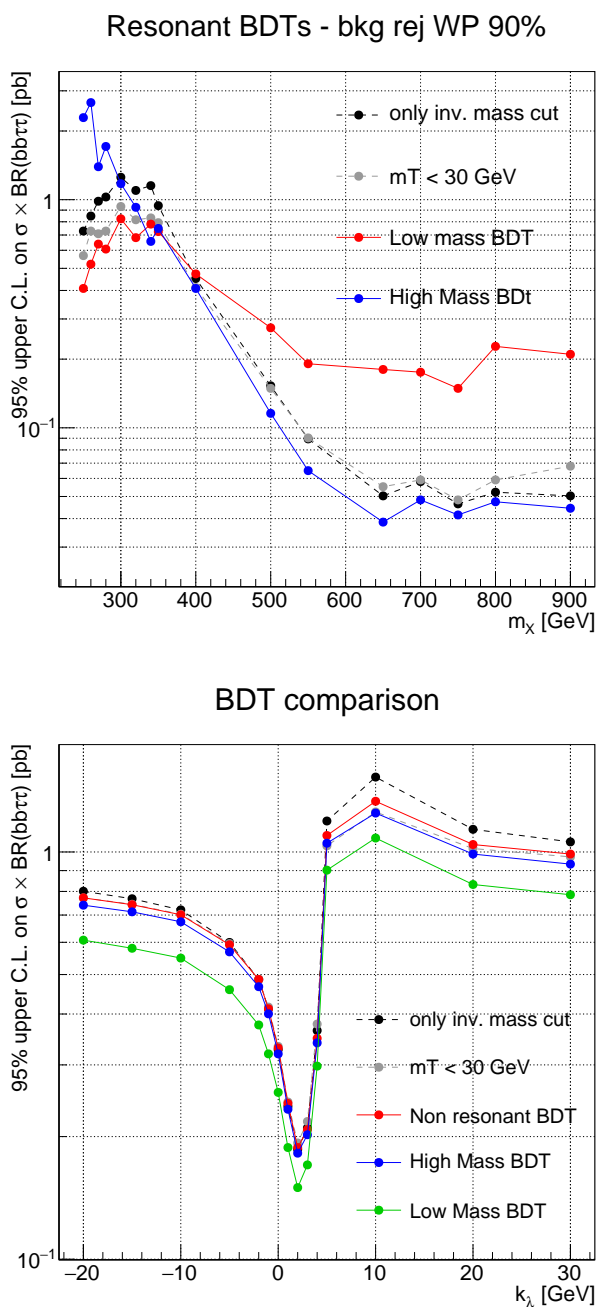 Resonant BDTs - bkg rej WP 90%
95% upper C.L. on σ × BR(bbττ) [pb]
only inv. mass cut
mT < 30 GeV
Low mass BDT
High Mass BDt
1
10⁻¹
300 400 500 600 700 800 900
m_X [GeV]
BDT comparison
95% upper C.L. on σ × BR(bbττ) [pb]
1
only inv. mass cut
mT < 30 GeV
Non resonant BDT
High Mass BDT
Low Mass BDT
10⁻¹
−20 −10 0 10 20 30
k_λ [GeV]